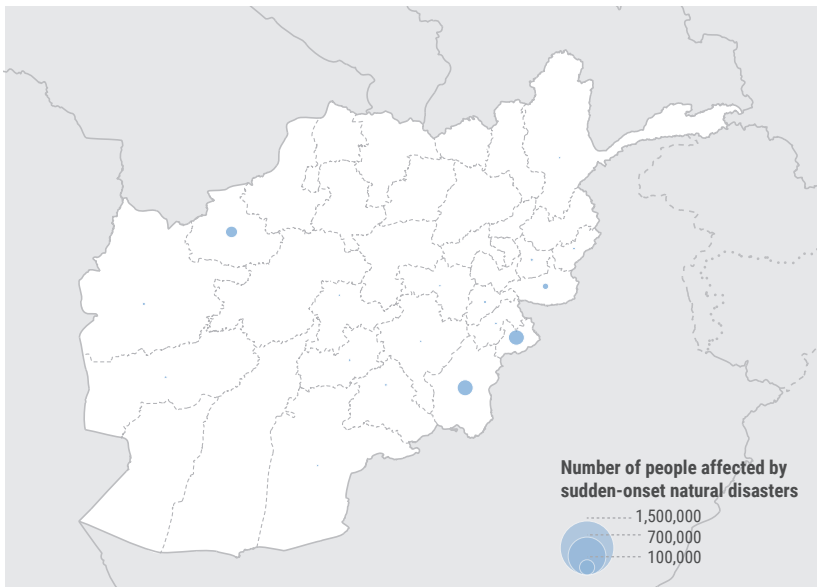 Number of people affected by
sudden-onset natural disasters
1,500,000
700,000
100,000